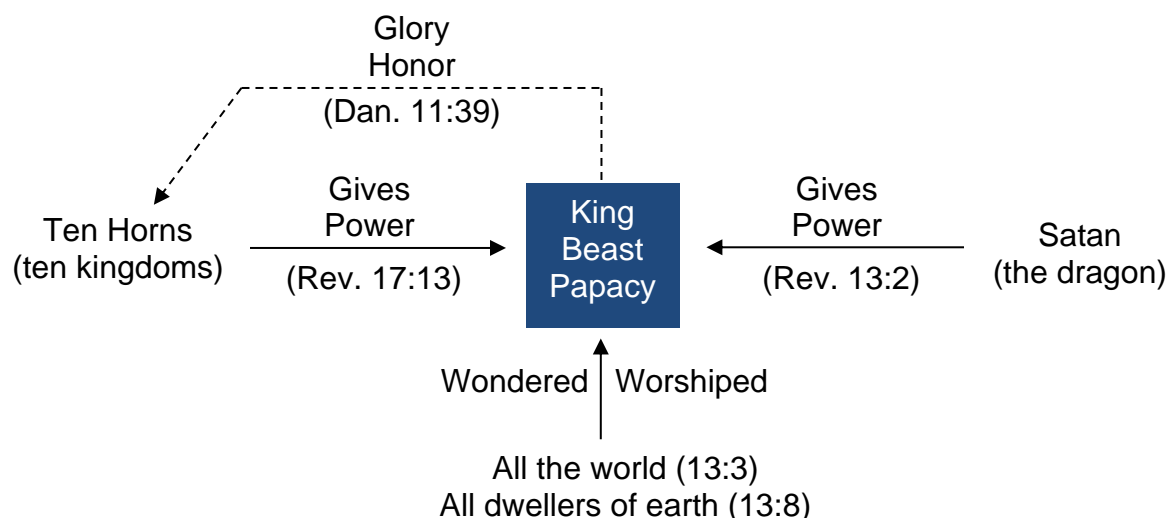 Glory
Honor
(Dan. 11:39)
Ten Horns
(ten kingdoms)
Gives
Power
(Rev. 17:13)
King
Beast
Papacy
Gives
Power
(Rev. 13:2)
Satan
(the dragon)
Wondered
Worshiped
All the world (13:3)
All dwellers of earth (13:8)